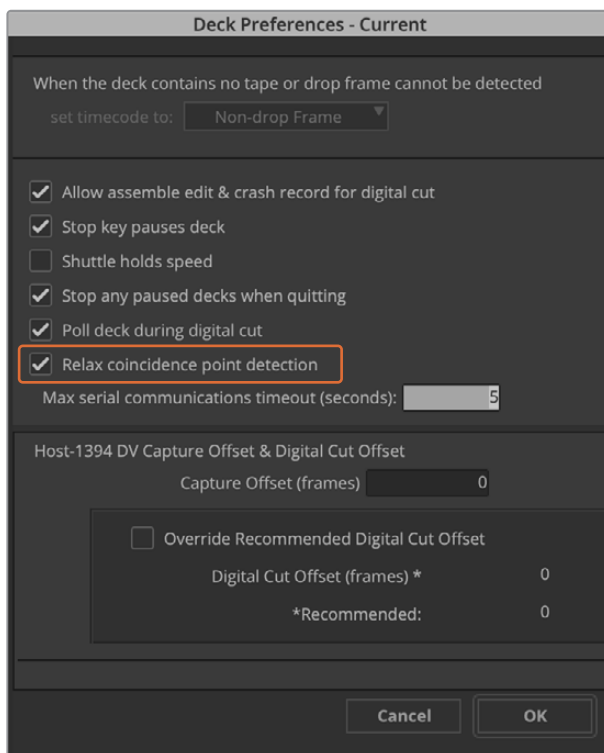 Deck Preferences - Current
When the deck contains no tape or drop frame cannot be detected
set timecode to: Non-drop Frame
Allow assemble edit & crash record for digital cut
Stop key pauses deck
Shuttle holds speed
Stop any paused decks when quitting
Poll deck during digital cut
Relax coincidence point detection
Max serial communications timeout (seconds): 5
Host-1394 DV Capture Offset & Digital Cut Offset
Capture Offset (frames) 0
Override Recommended Digital Cut Offset
Digital Cut Offset (frames) * 0
*Recommended: 0
Cancel OK